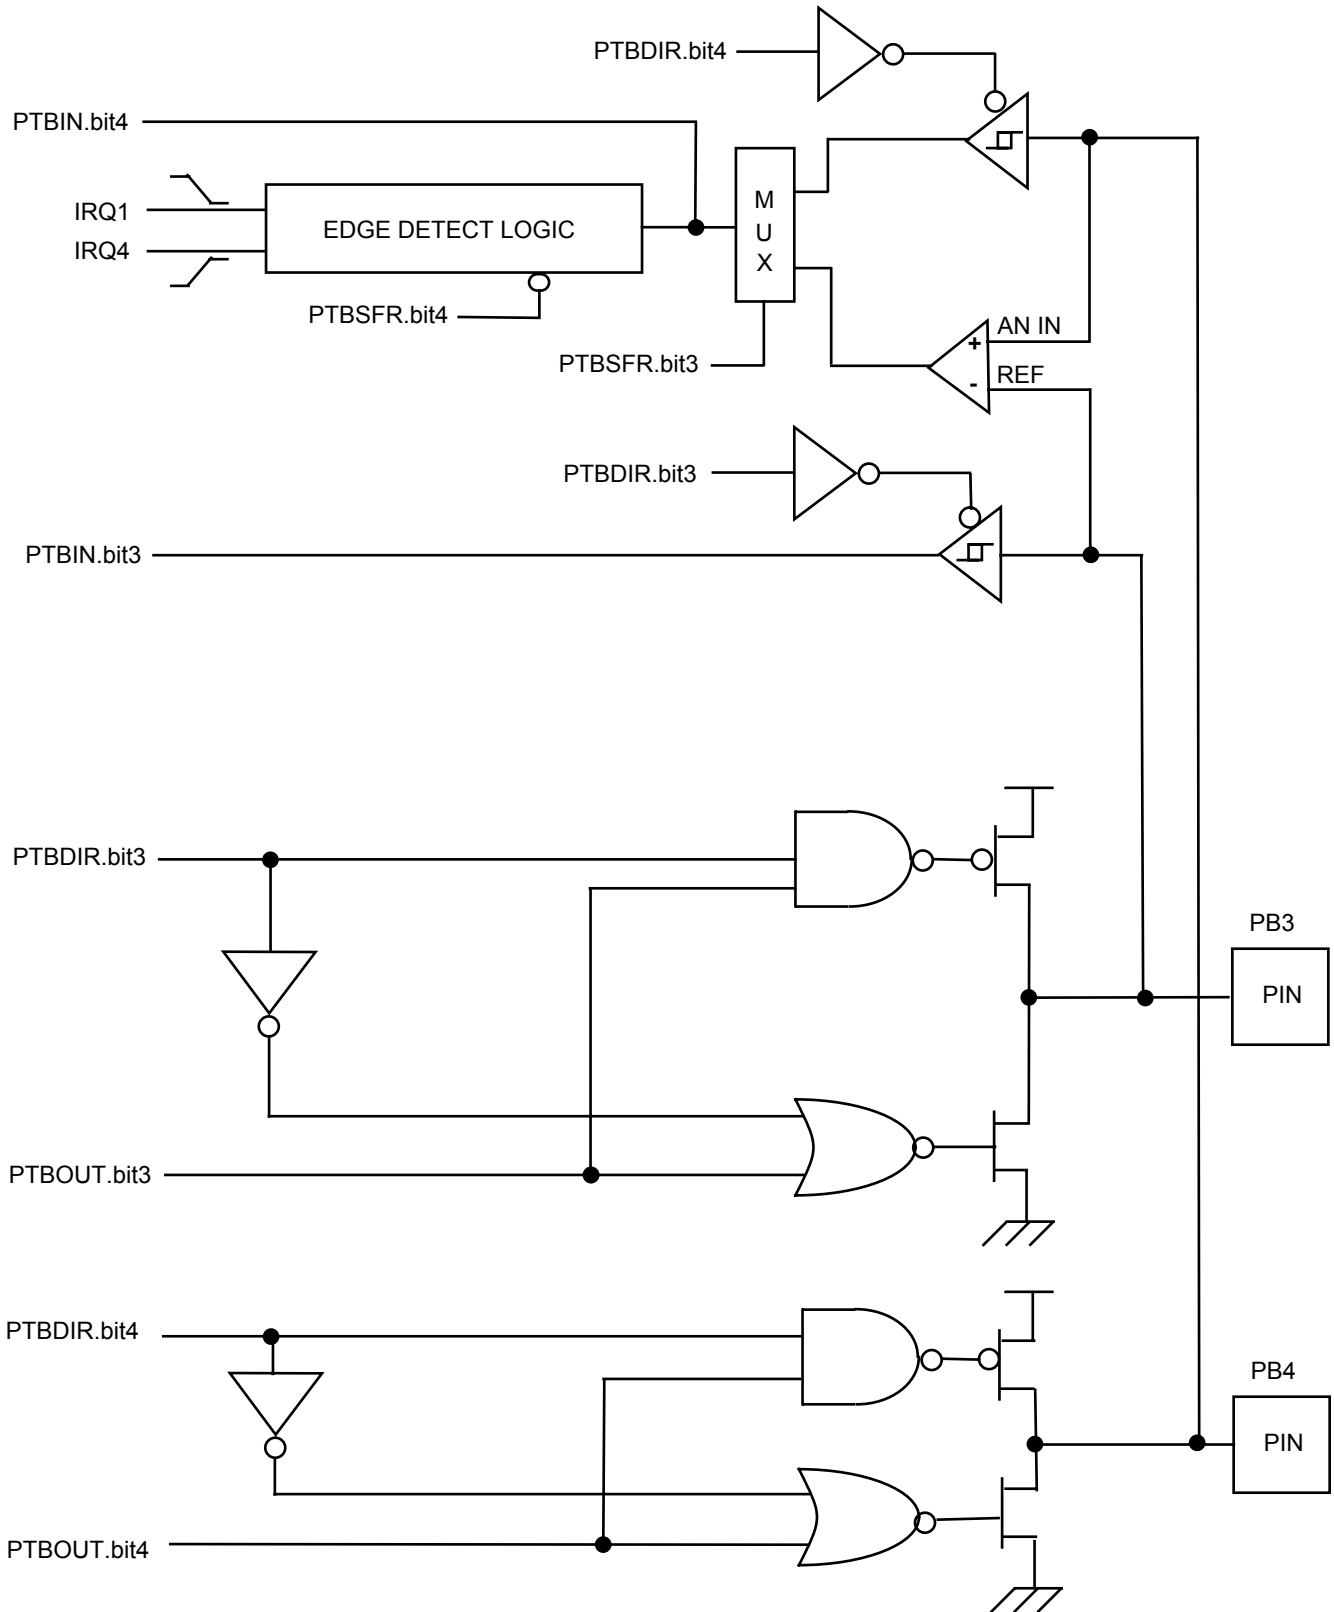 PTBDIR.bit4
PTBIN.bit4
IRQ1
IRQ4
EDGE DETECT LOGIC
M
U
X
PTBSFR.bit4
PTBSFR.bit3
AN IN
+
REF
-
PTBDIR.bit3
PTBIN.bit3
PTBDIR.bit3
PB3
PIN
PTBOUT.bit3
PTBDIR.bit4
PB4
PIN
PTBOUT.bit4